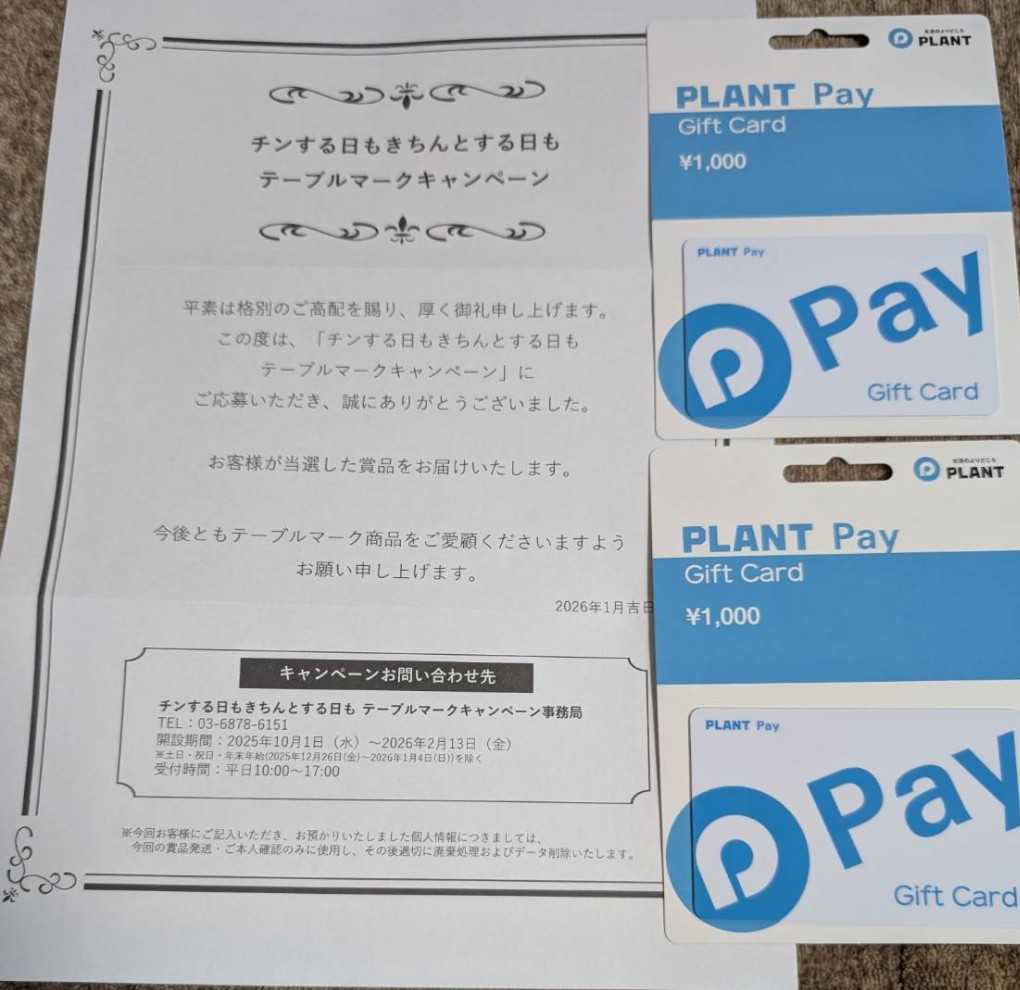 チンする日もきちんとする日も
テーブルマークキャンペーン
平素は格別のご高配を賜り、厚く御礼申し上げます。
この度は、「チンする日もきちんとする日も
テーブルマークキャンペーン」に
ご応募いただき、誠にありがとうございました。
お客様が当選した賞品をお届けいたします。
今後ともテーブルマーク商品をご愛顧くださいますよう
お願い申し上げます。
2026年1月吉日
キャンペーンお問い合わせ先
チンする日もきちんとする日も テーブルマークキャンペーン事務局
TEL：03-6878-6151
開設期間：2025年10月1日（水）～2026年2月13日（金）
※土日・祝日・年末年始(2025年12月26日(金)～2026年1月4日(日))を除く
受付時間：平日10:00～17:00
※今回お客様にご記入いただき、お預かりいたしました個人情報につきましては、
今回の賞品発送・ご本人確認のみに使用し、その後適切に廃棄処理およびデータ削除いたします。
生活のよりどころ
PLANT
PLANT Pay
Gift Card
¥1,000
PLANT Pay
Pay
Gift Card
生活のよりどころ
PLANT
PLANT Pay
Gift Card
¥1,000
PLANT Pay
Pay
Gift Card